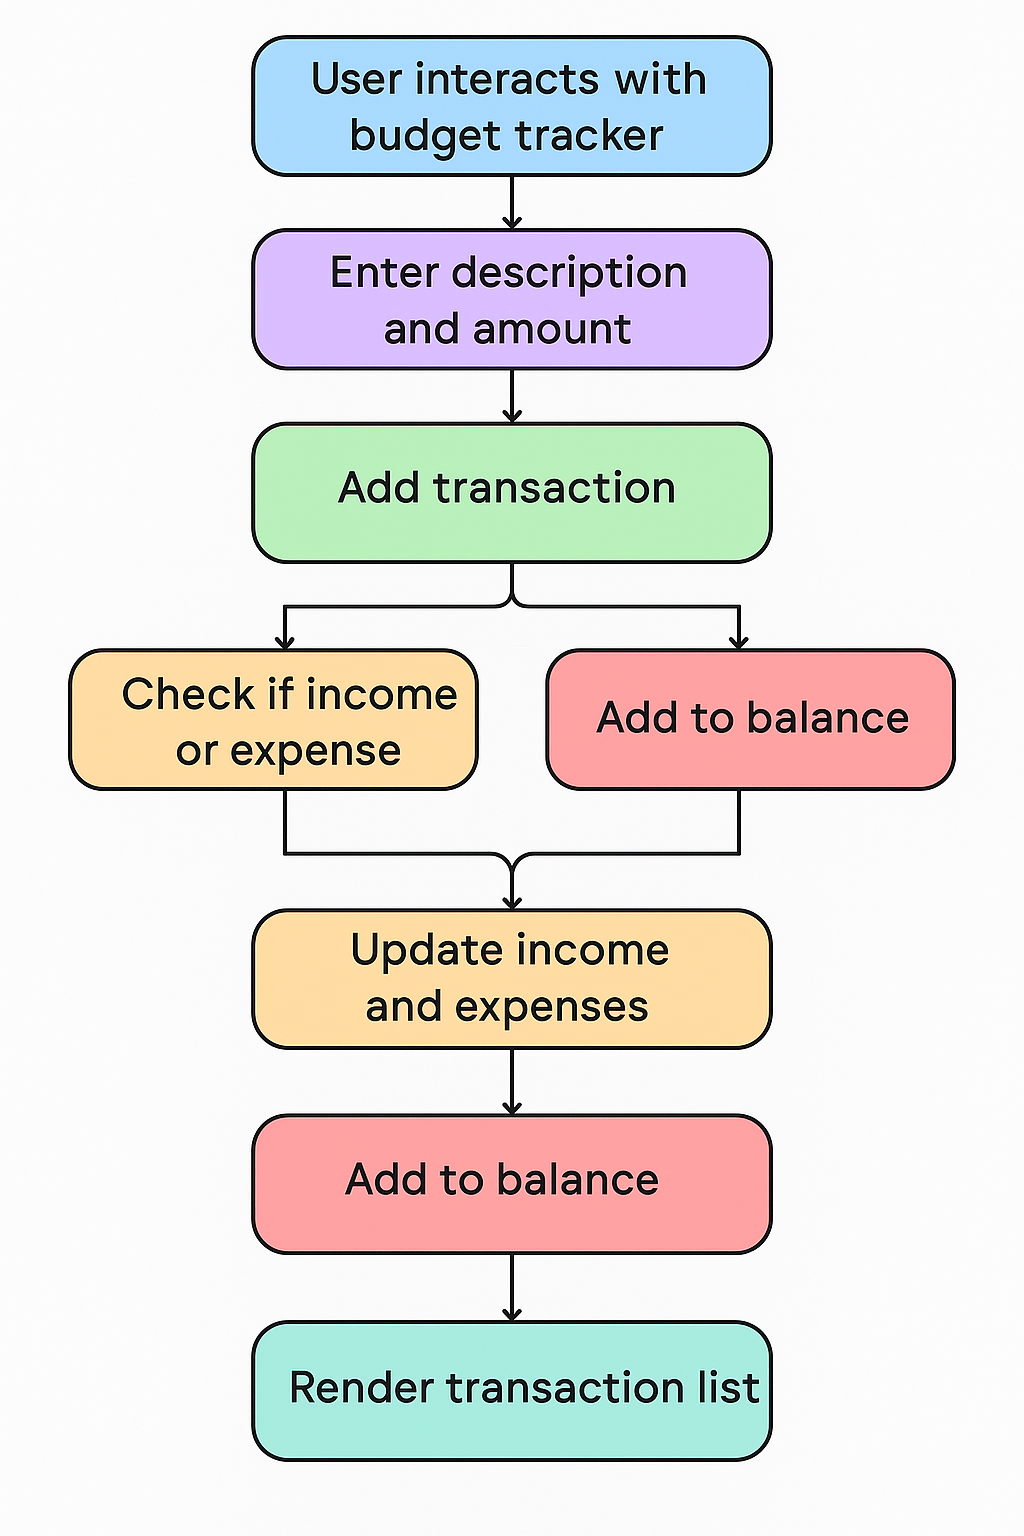 User interacts with
budget tracker
Enter description
and amount
Add transaction
Check if income
or expense
Add to balance
Update income
and expenses
Add to balance
Render transaction list